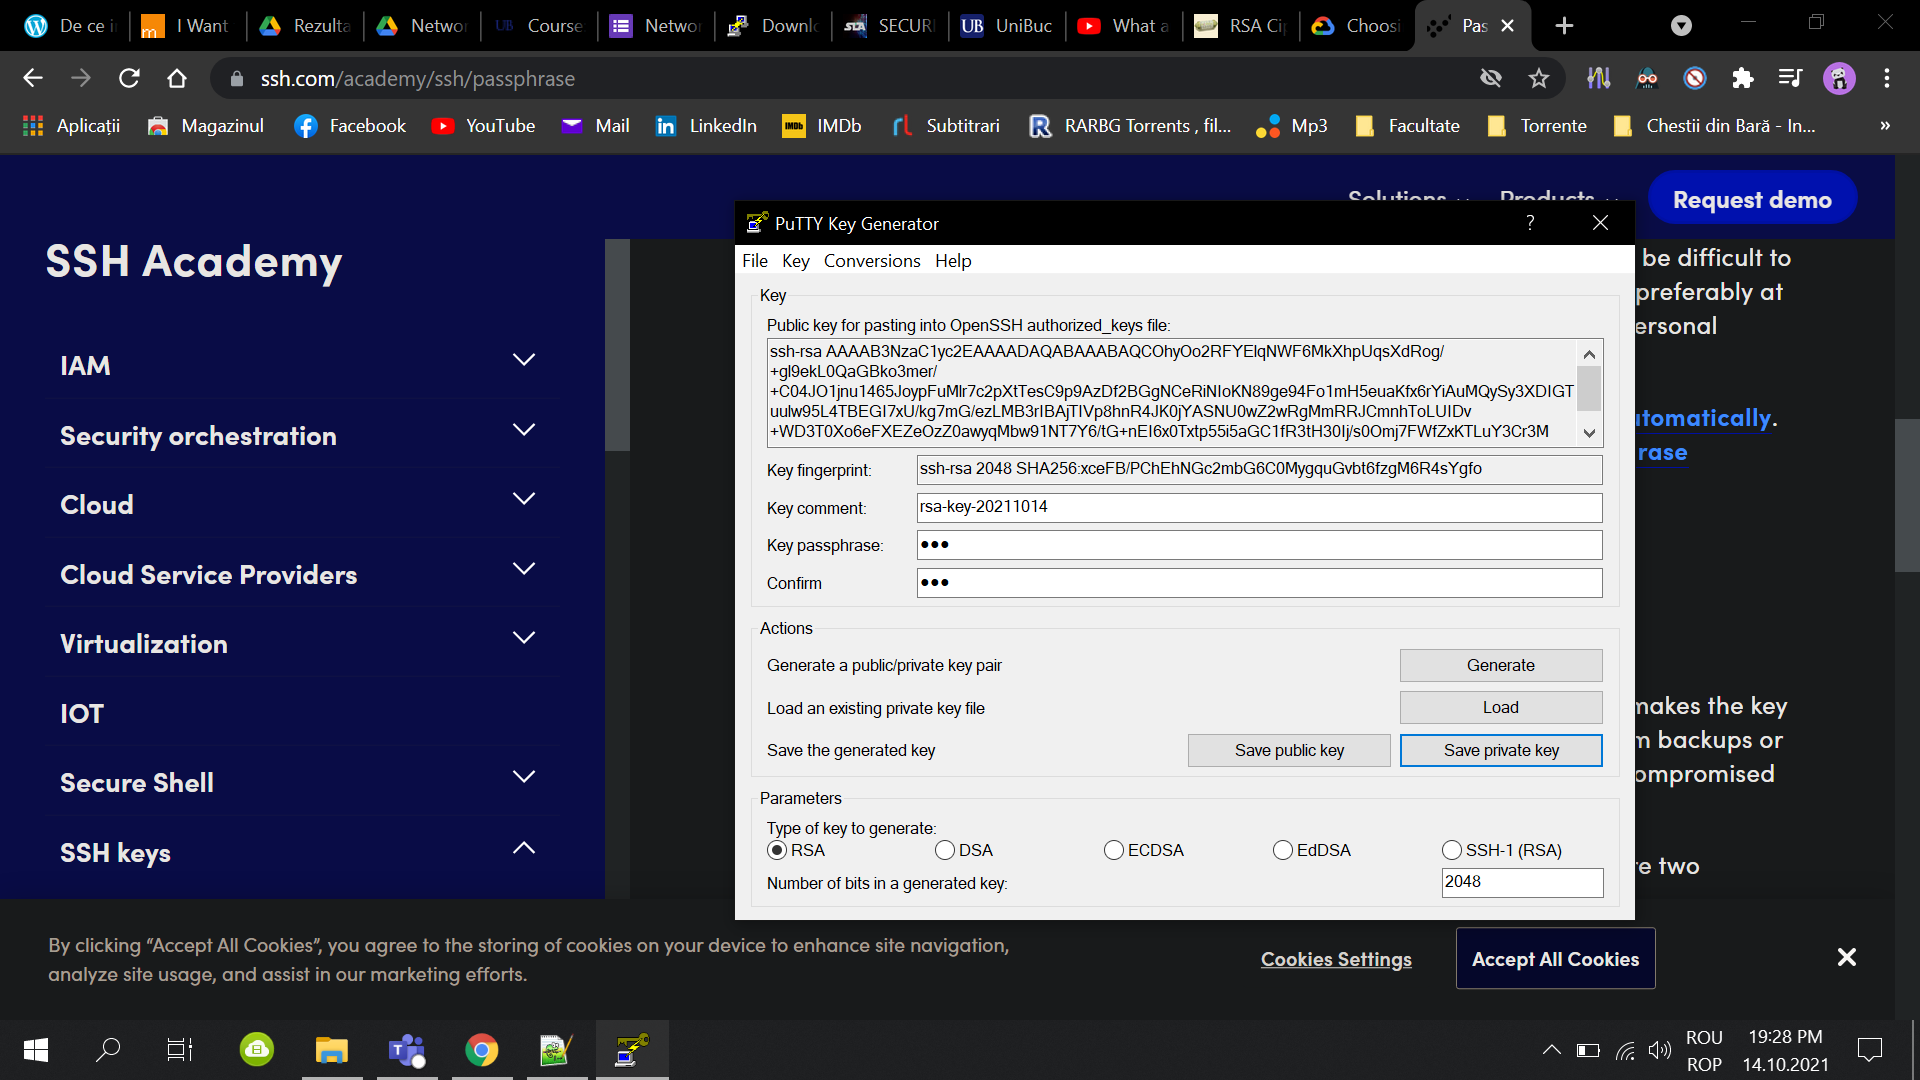 De ce i
I Want
Rezulta
Networ
Course
Networ
Downl
SECURI
UniBuc
What a
RSA Ci
Choosi
Pas
ssh.com/academy/ssh/passphrase
Aplicații
Magazinul
Facebook
YouTube
Mail
LinkedIn
IMDb
Subtitrari
RARBG Torrents , fil...
Mp3
Facultate
Torrente
Chestii din Bară - In...
»
Solutions
Products
Request demo
SSH Academy
IAM
Security orchestration
Cloud
Cloud Service Providers
Virtualization
IOT
Secure Shell
SSH keys
PuTTY Key Generator
?
File Key Conversions Help
Key
Public key for pasting into OpenSSH authorized_keys file:
ssh-rsa AAAAB3NzaC1yc2EAAAADAQABAAABAQCOhyOo2RFYElqNWF6MkXhpUqsXdRog/
+gl9ekL0QaGBko3mer/
+C04JO1jnu1465JoypFuMlr7c2pXtTesC9p9AzDf2BGgNCeRiNIoKN89ge94Fo1mH5euaKfx6rYiAuMQySy3XDIGT
uulw95L4TBEGI7xU/kg7mG/ezLMB3rIBAjTIVp8hnR4JK0jYASNU0wZ2wRgMmRRJCmnhToLUIDv
+WD3T0Xo6eFXEZeOzZ0awyqMbw91NT7Y6/tG+nEI6x0Txtp55i5aGC1fR3tH30Ij/s0Omj7FWfZxKTLuY3Cr3M
Key fingerprint:
ssh-rsa 2048 SHA256:xceFB/PChEhNGc2mbG6C0MygquGvbt6fzgM6R4sYgfo
Key comment:
rsa-key-20211014
Key passphrase:
•••
Confirm
•••
Actions
Generate a public/private key pair
Generate
Load an existing private key file
Load
Save the generated key
Save public key
Save private key
Parameters
Type of key to generate:
RSA
DSA
ECDSA
EdDSA
SSH-1 (RSA)
Number of bits in a generated key:
2048
be difficult to
preferably at
ersonal
utomatically.
rase
makes the key
m backups or
ompromised
e two
By clicking “Accept All Cookies”, you agree to the storing of cookies on your device to enhance site navigation,
analyze site usage, and assist in our marketing efforts.
Cookies Settings
Accept All Cookies
ROU
ROP
19:28 PM
14.10.2021